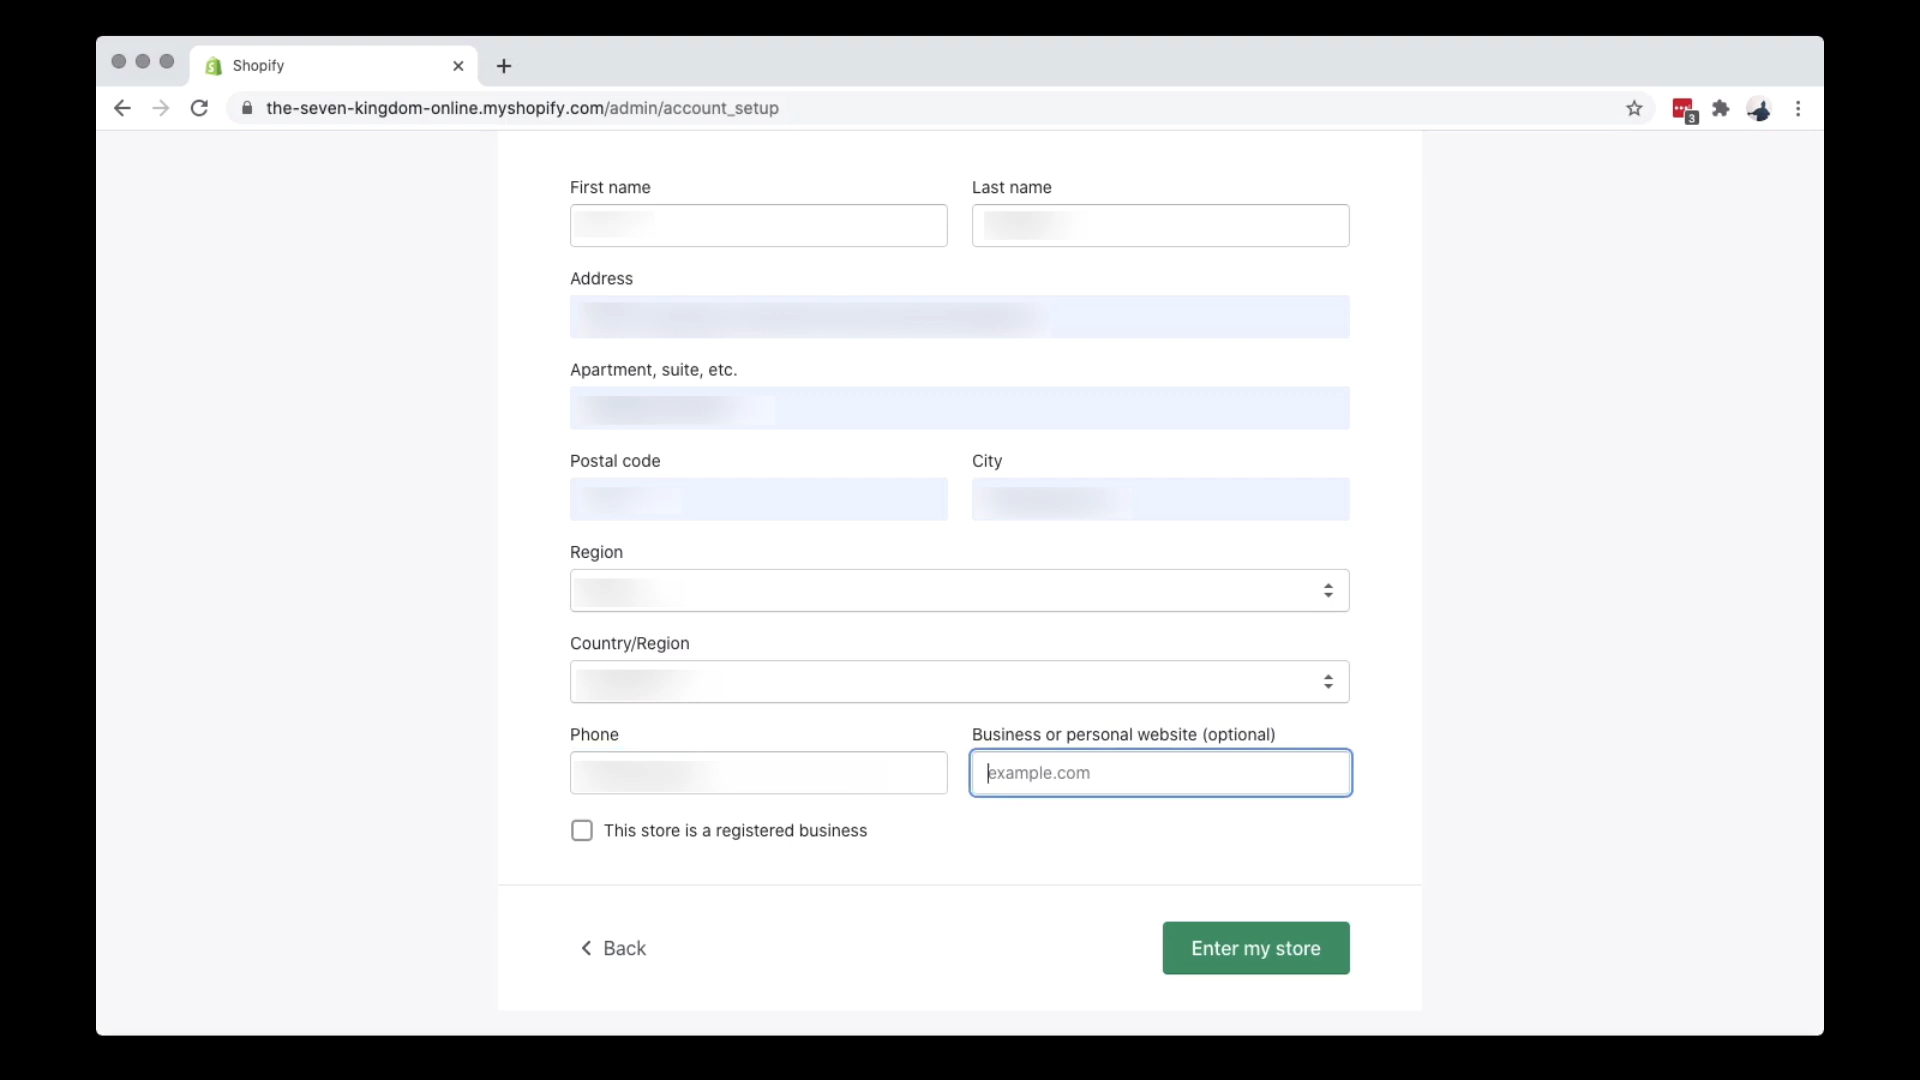 Shopify
the-seven-kingdom-online.myshopify.com/admin/account_setup
3
First name Last name
Address
Apartment, suite, etc.
Postal code City
Region
Country/Region
Phone Business or personal website (optional)
example.com
This store is a registered business
Back Enter my store